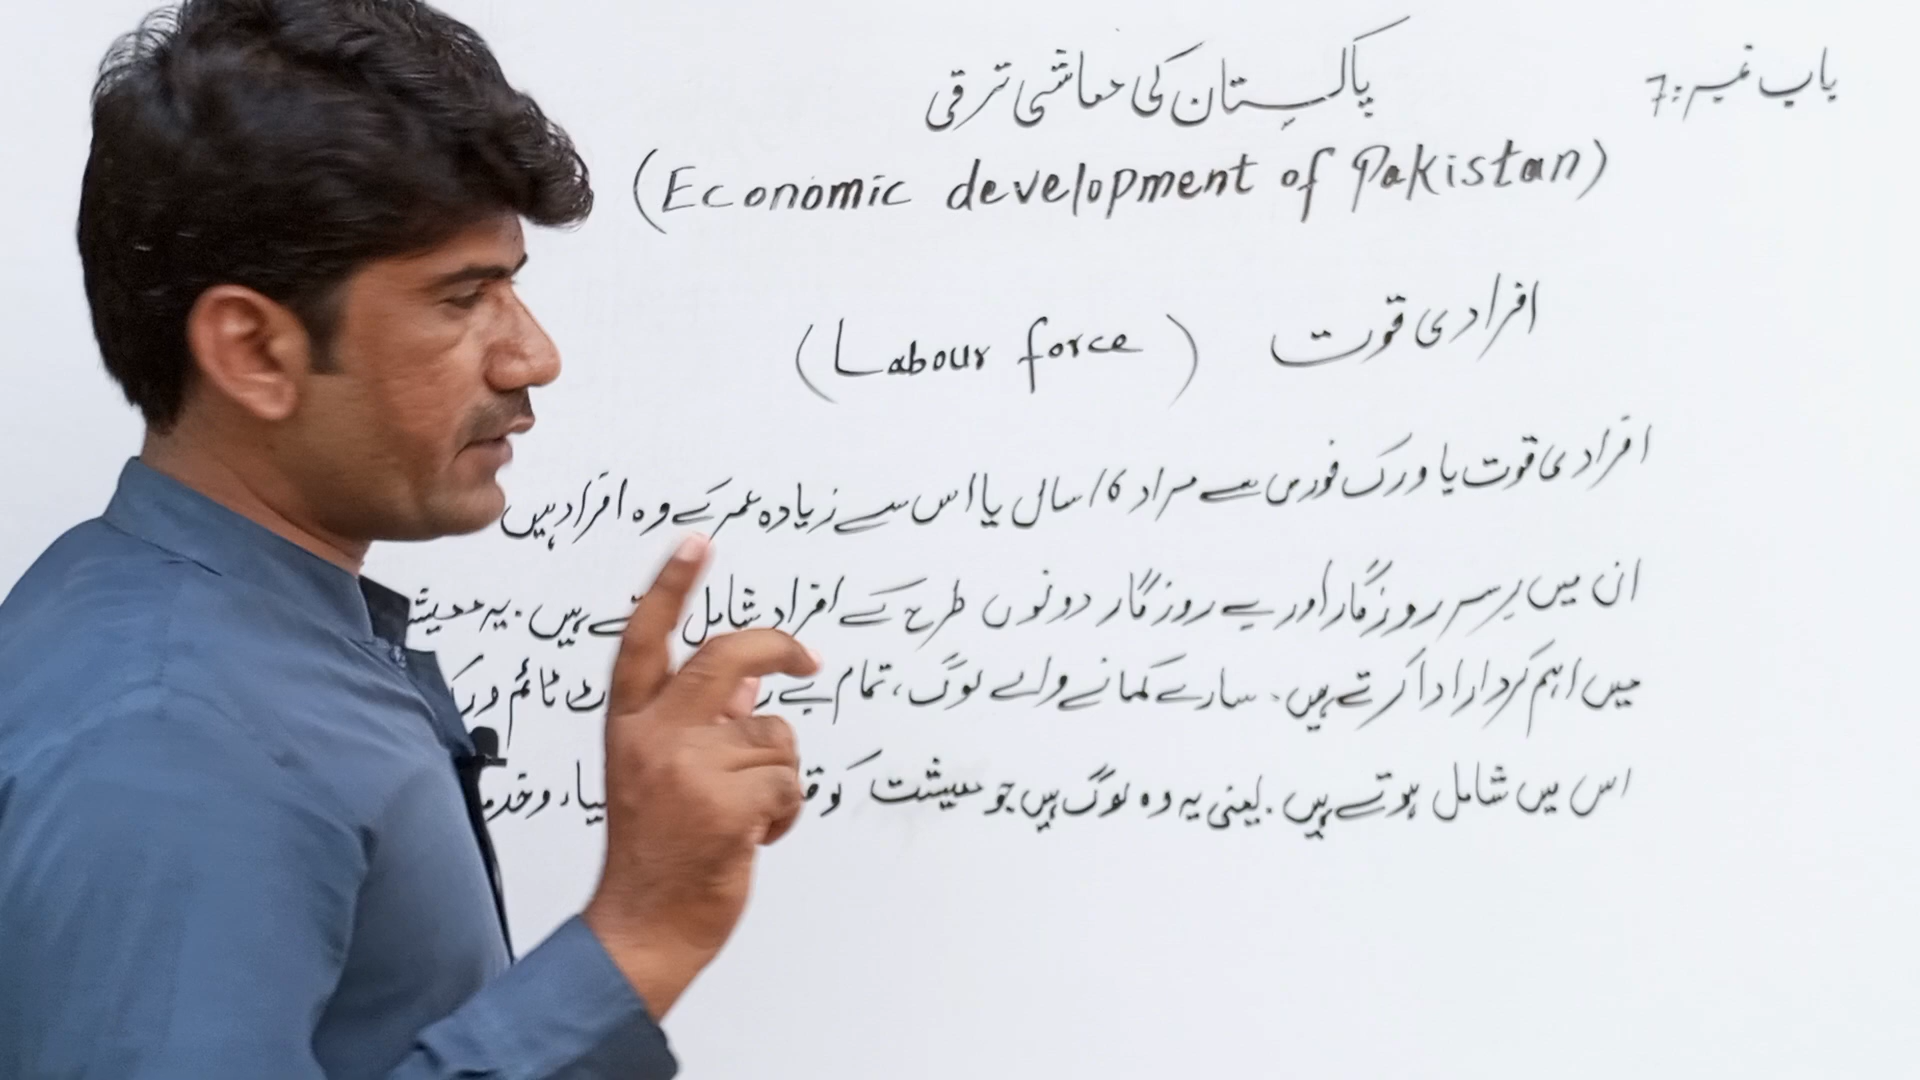 باب نمبر:7
پاکستان کی معاشی ترقی
(Economic development of Pakistan)
افرادی قوت (Labour force)
افرادی قوت یا ورک فورس سے مراد 16 سال یا اس سے زیادہ عمر کے وہ افراد ہیں
ان میں برسر روزگار اور بے روزگار دونوں طرح کے افراد شامل ہیں. یہ
میں اہم کردار ادا کرتے ہیں. سارے کمانے والے لوگ، تمام بے ٹائم
اس میں شامل ہوتے ہیں. یعنی یہ وہ لوگ ہیں جو معیشت کو